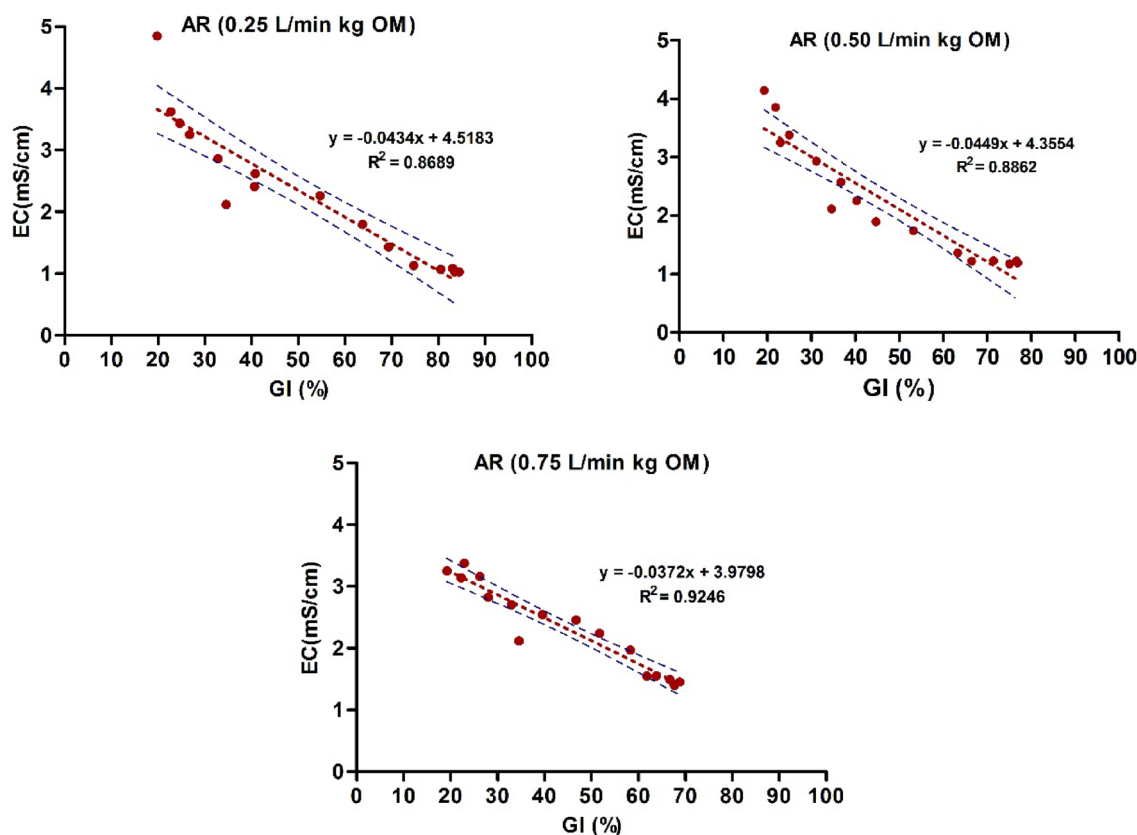 AR (0.25 L/min kg OM)
EC(mS/cm)
5
4
3
2
1
0
y = -0.0434x + 4.5183
R² = 0.8689
0 10 20 30 40 50 60 70 80 90 100
GI (%)
AR (0.50 L/min kg OM)
EC(mS/cm)
5
4
3
2
1
0
y = -0.0449x + 4.3554
R² = 0.8862
0 10 20 30 40 50 60 70 80 90 100
GI (%)
AR (0.75 L/min kg OM)
EC(mS/cm)
5
4
3
2
1
0
y = -0.0372x + 3.9798
R² = 0.9246
0 10 20 30 40 50 60 70 80 90 100
GI (%)